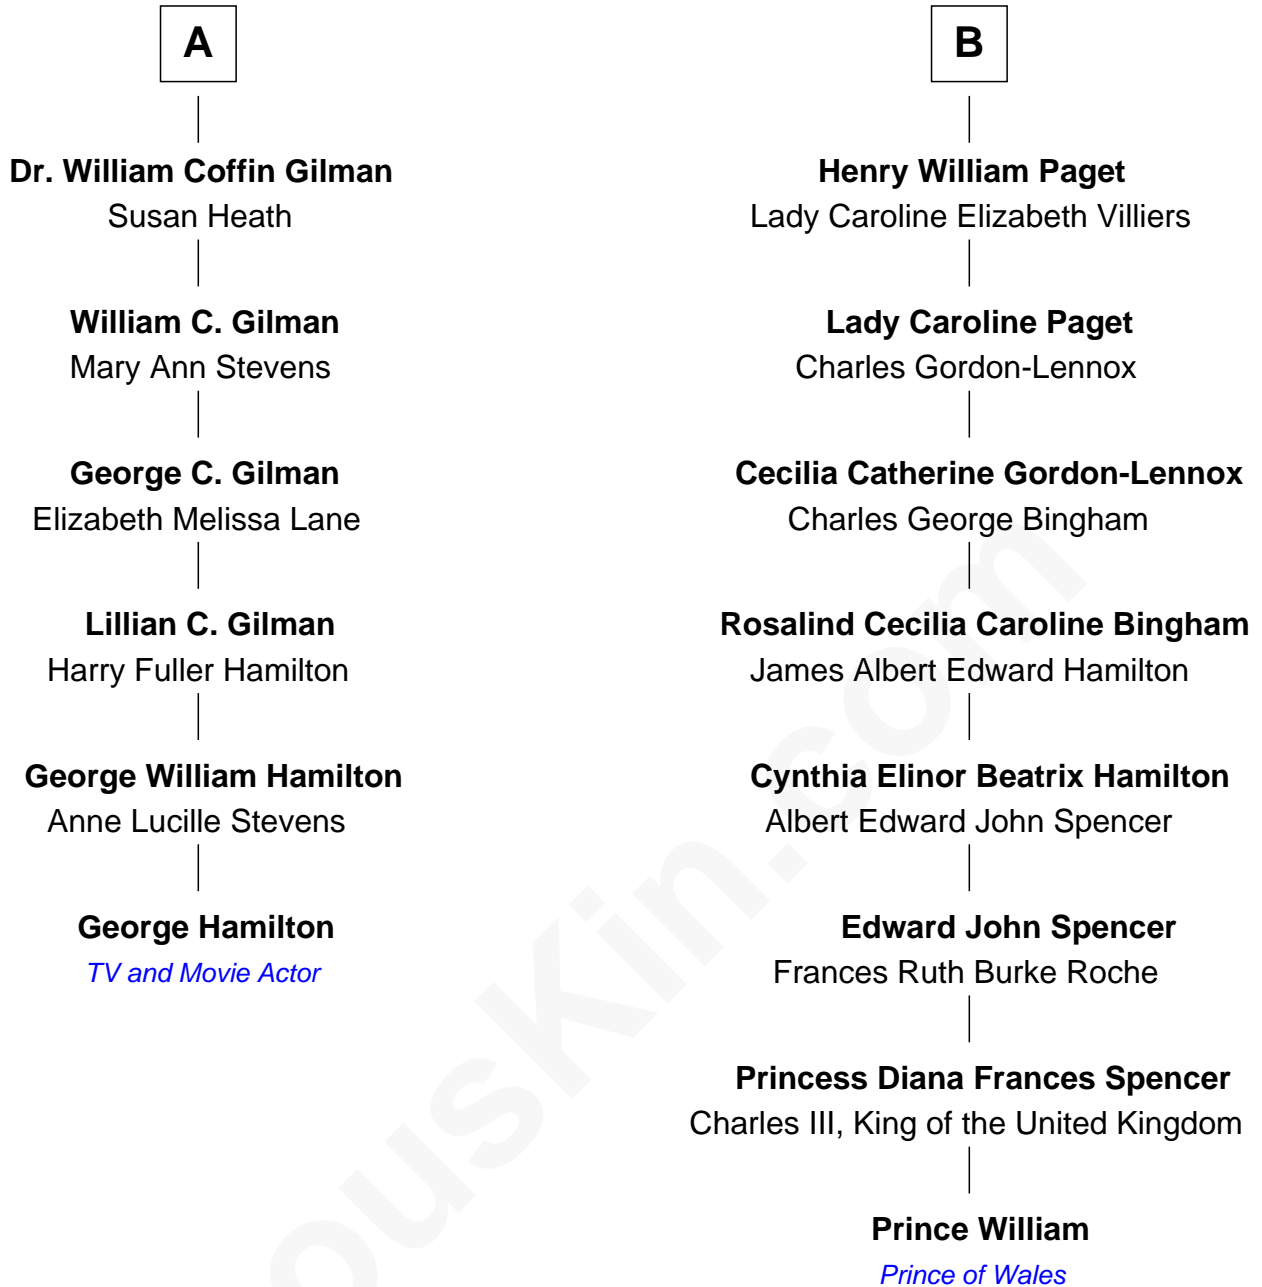 A
Dr. William Coffin Gilman
Susan Heath
William C. Gilman
Mary Ann Stevens
George C. Gilman
Elizabeth Melissa Lane
Lillian C. Gilman
Harry Fuller Hamilton
George William Hamilton
Anne Lucille Stevens
George Hamilton
TV and Movie Actor
B
Henry William Paget
Lady Caroline Elizabeth Villiers
Lady Caroline Paget
Charles Gordon-Lennox
Cecilia Catherine Gordon-Lennox
Charles George Bingham
Rosalind Cecilia Caroline Bingham
James Albert Edward Hamilton
Cynthia Elinor Beatrix Hamilton
Albert Edward John Spencer
Edward John Spencer
Frances Ruth Burke Roche
Princess Diana Frances Spencer
Charles III, King of the United Kingdom
Prince William
Prince of Wales
ousKin.com